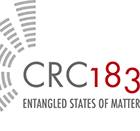 CRC183
ENTANGLED STATES OF MATTER